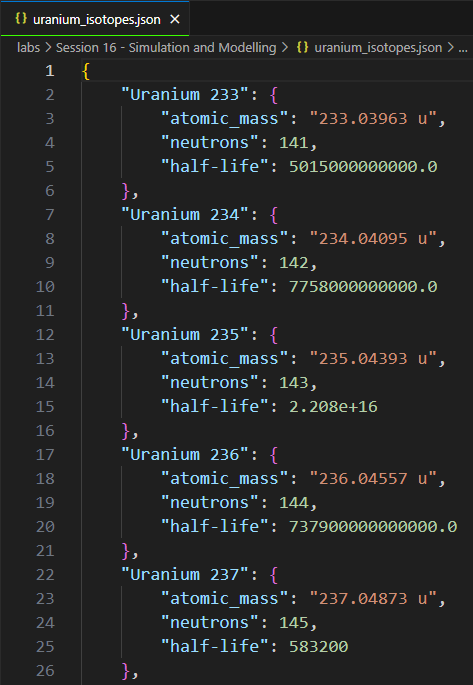 {} uranium_isotopes.json ×
labs > Session 16 - Simulation and Modelling > {} uranium_isotopes.json > ...
1 {
2 "Uranium 233": {
3 "atomic_mass": "233.03963 u",
4 "neutrons": 141,
5 "half-life": 5015000000000.0
6 },
7 "Uranium 234": {
8 "atomic_mass": "234.04095 u",
9 "neutrons": 142,
10 "half-life": 7758000000000.0
11 },
12 "Uranium 235": {
13 "atomic_mass": "235.04393 u",
14 "neutrons": 143,
15 "half-life": 2.208e+16
16 },
17 "Uranium 236": {
18 "atomic_mass": "236.04557 u",
19 "neutrons": 144,
20 "half-life": 737900000000000.0
21 },
22 "Uranium 237": {
23 "atomic_mass": "237.04873 u",
24 "neutrons": 145,
25 "half-life": 583200
26 },